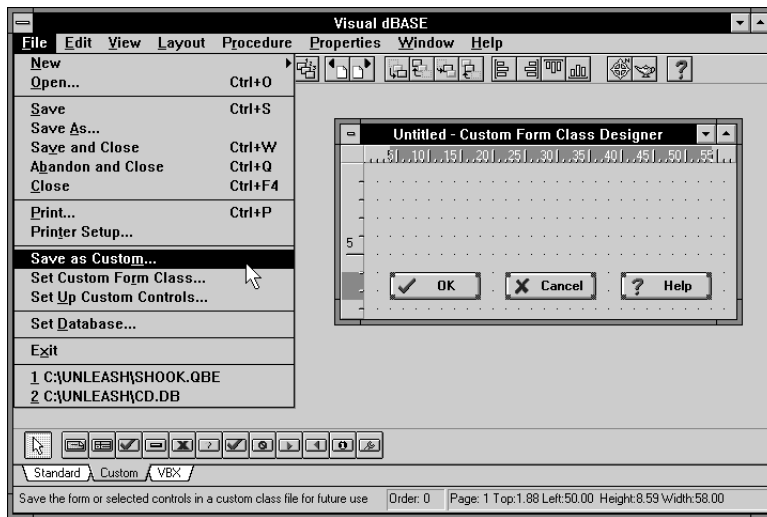 Visual dBASE
File Edit View Layout Procedure Properties Window Help
New
Open... Ctrl+O
Save Ctrl+S
Save As...
Save and Close Ctrl+W
Abandon and Close Ctrl+Q
Close Ctrl+F4
Print... Ctrl+P
Printer Setup...
Save as Custom...
Set Custom Form Class...
Set Up Custom Controls...
Set Database...
Exit
1 C:\UNLEASH\SHOOK.QBE
2 C:\UNLEASH\CD.DB
Untitled - Custom Form Class Designer
5 10 15 20 25 30 35 40 45 50 55
5
OK Cancel Help
Standard Custom VBX
Save the form or selected controls in a custom class file for future use Order: 0 Page: 1 Top:1.88 Left:50.00 Height:8.59 Width:58.00